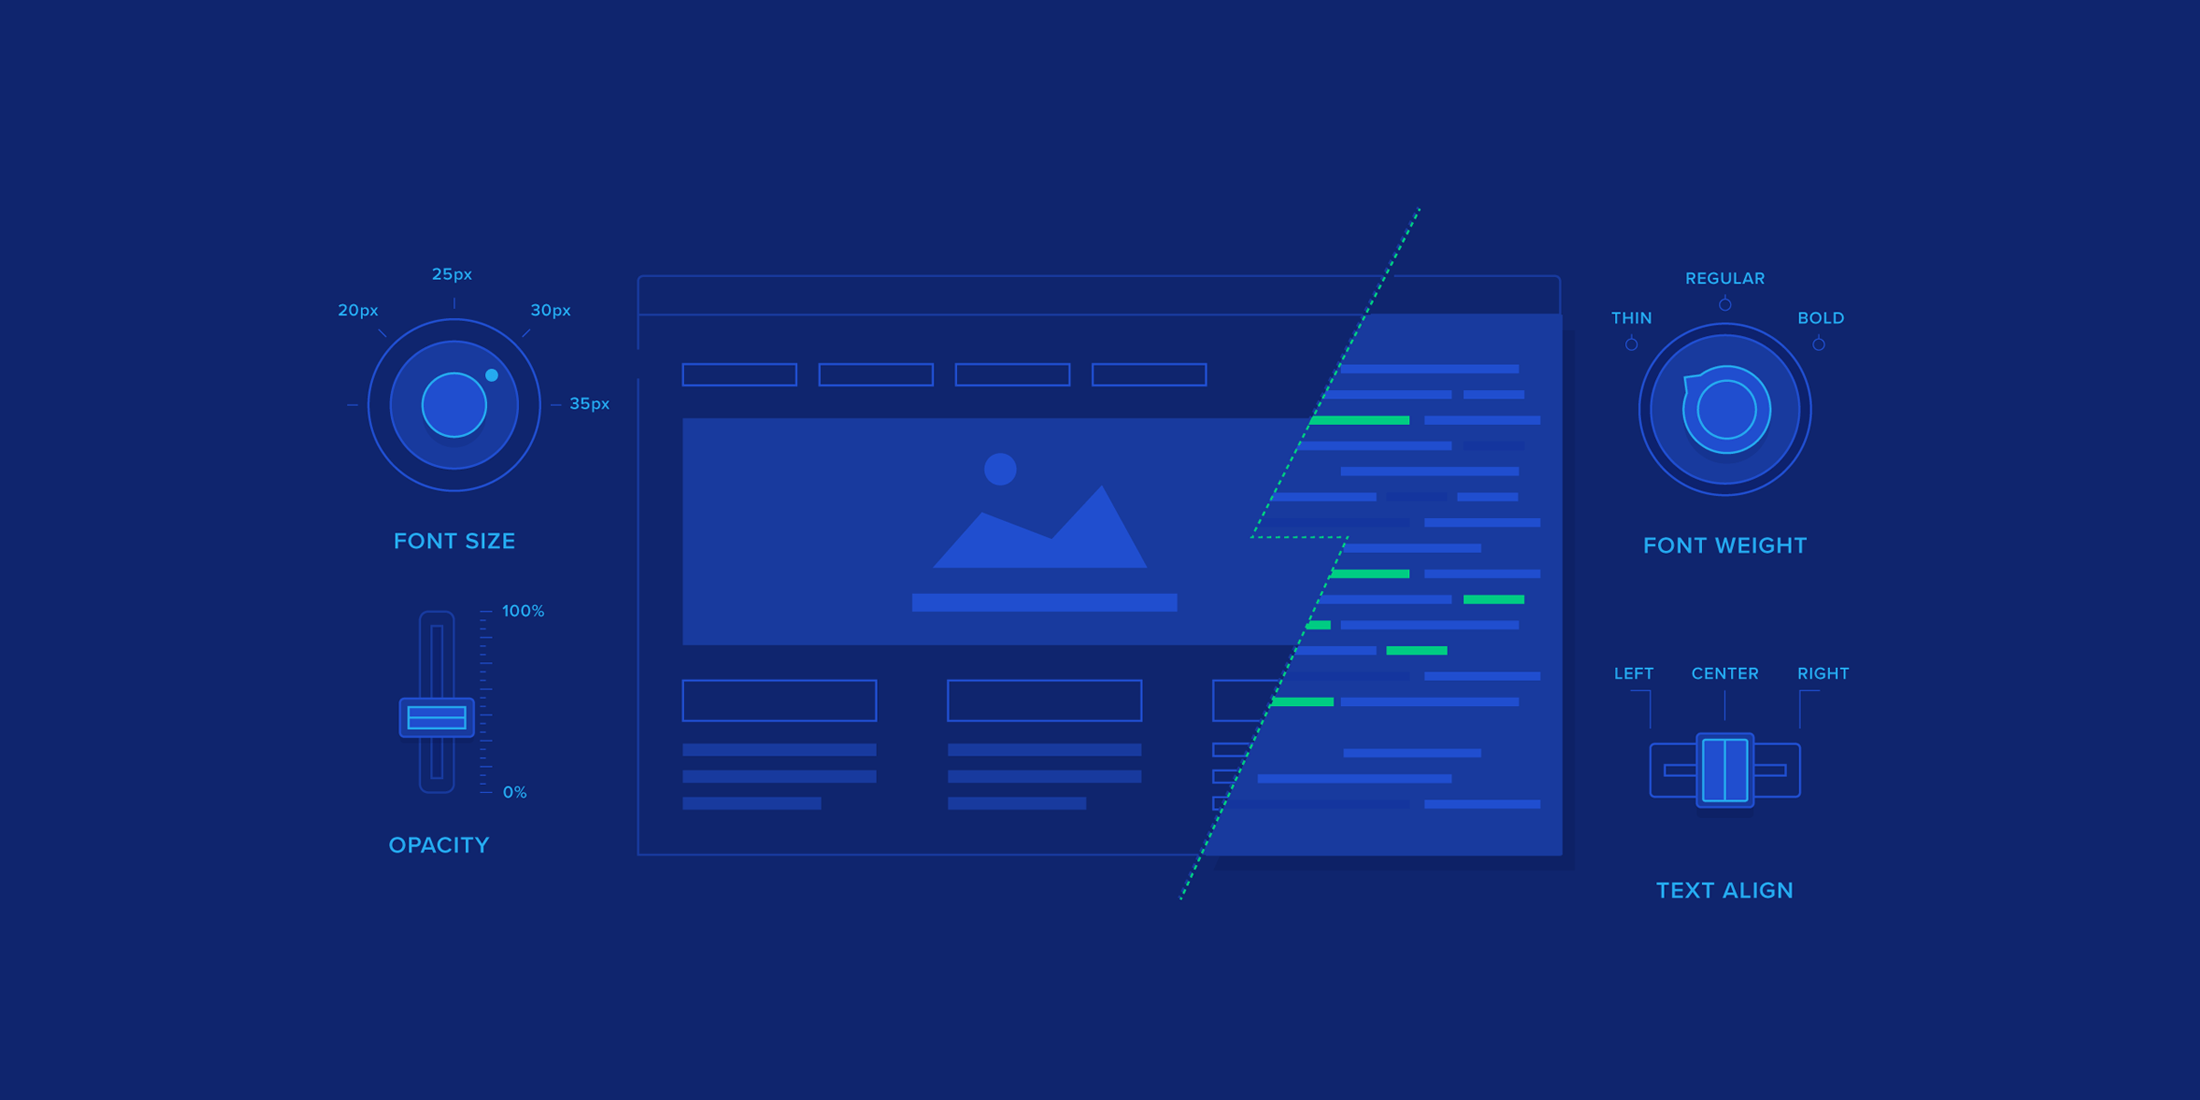 25px
20px
30px
35px
FONT SIZE
100%
0%
OPACITY
REGULAR
THIN
BOLD
FONT WEIGHT
LEFT
CENTER
RIGHT
TEXT ALIGN